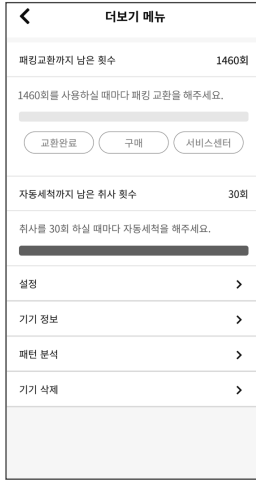 더보기 메뉴
패킹교환까지 남은 횟수 1460회
1460회를 사용하실 때마다 패킹 교환을 해주세요.
교환완료 구매 서비스센터
자동세척까지 남은 취사 횟수 30회
취사를 30회 하실 때마다 자동세척을 해주세요.
설정
기기 정보
패턴 분석
기기 삭제